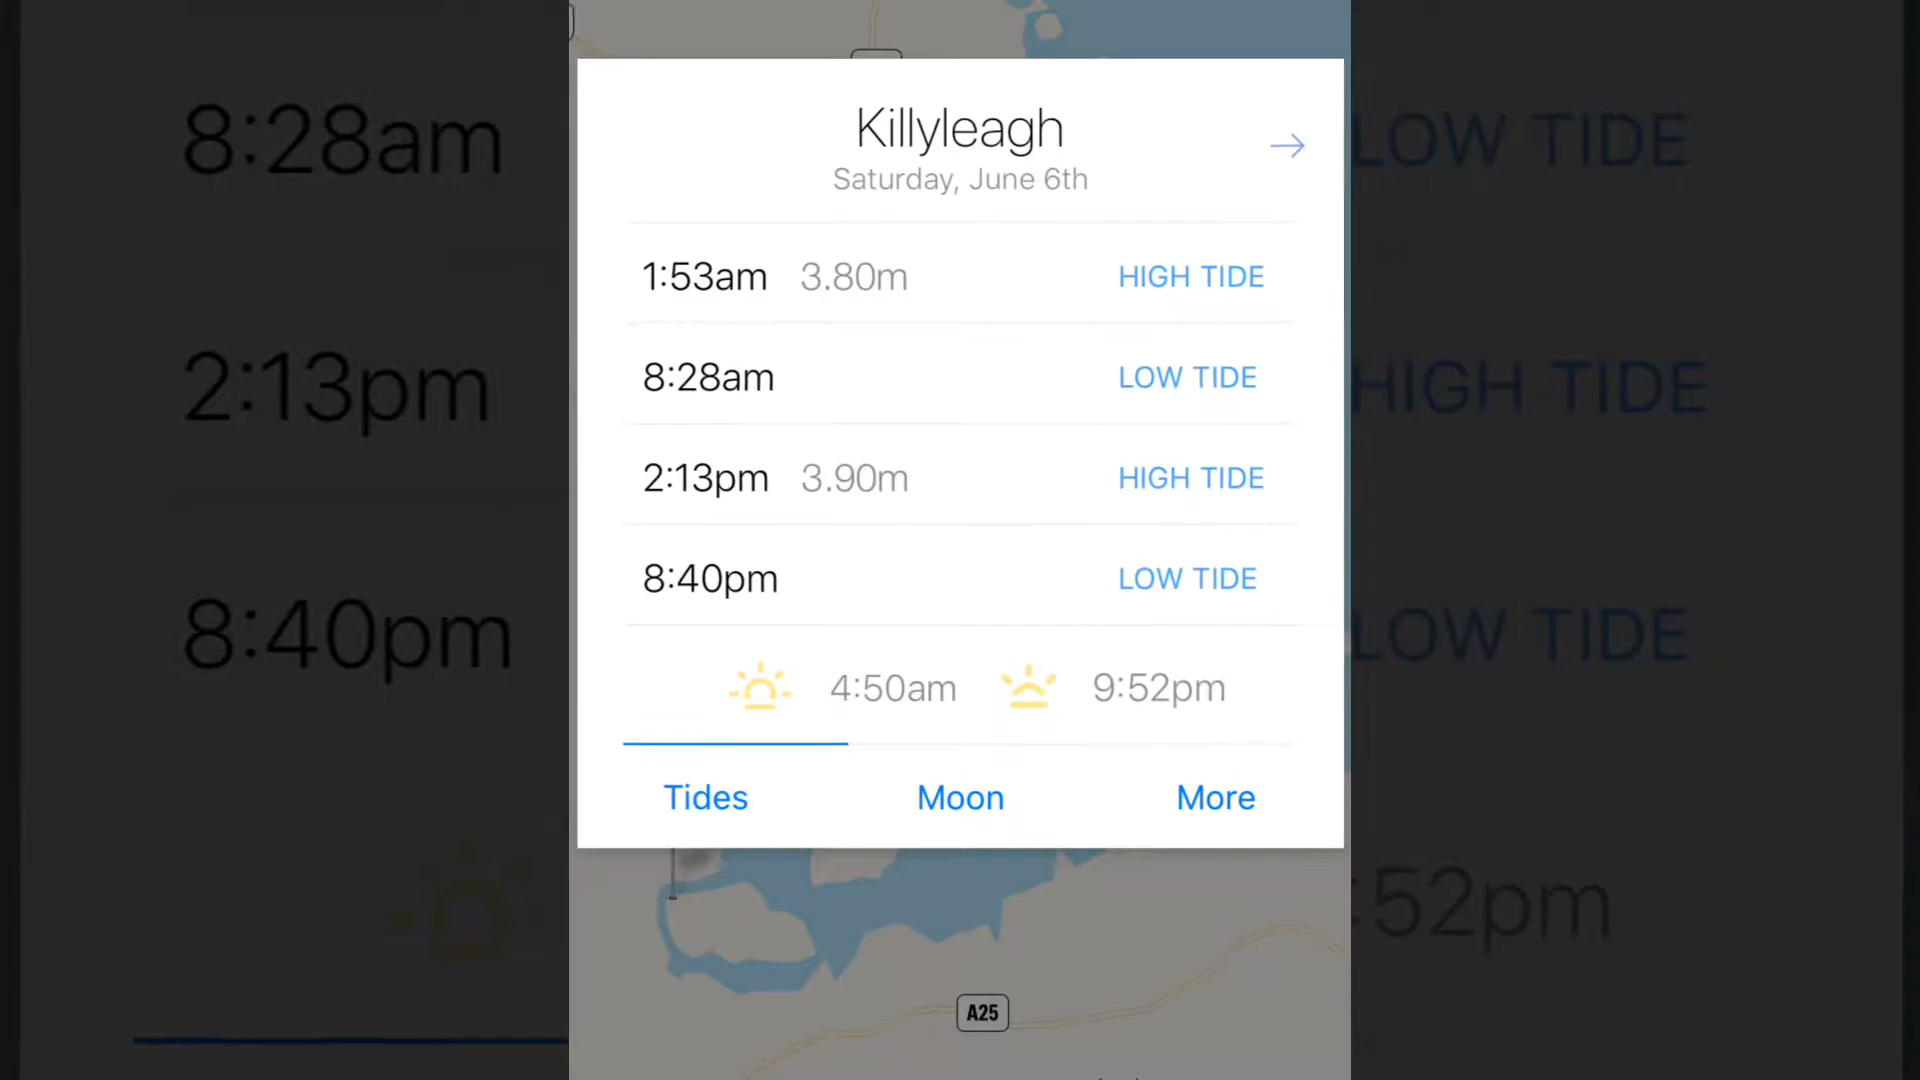 Killyleagh
Saturday, June 6th
1:53am 3.80m HIGH TIDE
8:28am LOW TIDE
2:13pm 3.90m HIGH TIDE
8:40pm LOW TIDE
4:50am 9:52pm
Tides Moon More
A25
8:28am LOW TIDE
2:13pm HIGH TIDE
8:40pm LOW TIDE
:52pm